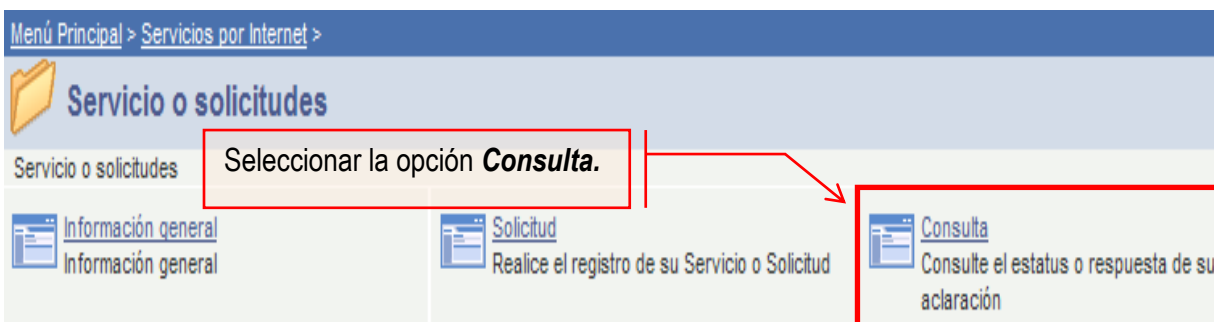 Menú Principal > Servicios por Internet >
Servicio o solicitudes
Servicio o solicitudes
Seleccionar la opción Consulta.
Información general
Información general
Solicitud
Realice el registro de su Servicio o Solicitud
Consulta
Consulte el estatus o respuesta de su
aclaración